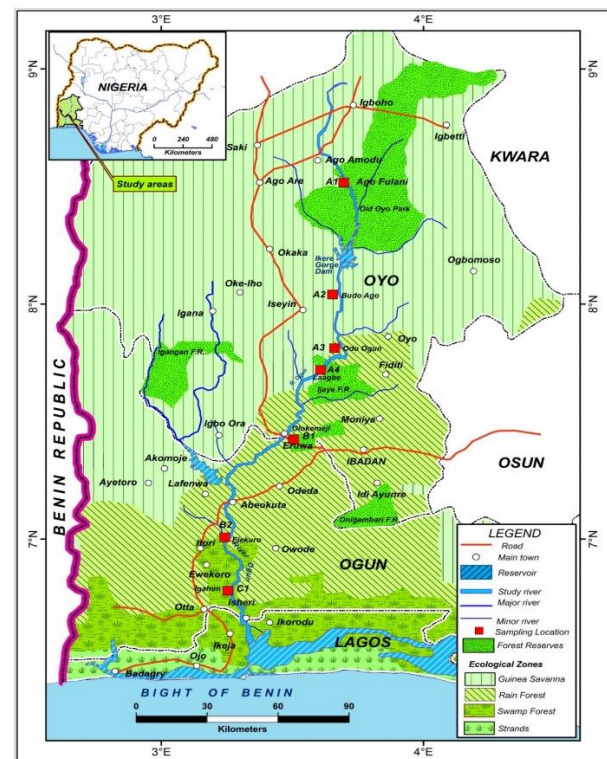 3°E
4°E
9°N
9°N
NIGERIA
0 240 480
Kilometers
Study areas
Igboho
Igbetti
KWARA
Saki
Ago Amodu
A1
Ago Fulani
Ago Are
Old Oyo Park
Okaka
Ikere
Gorge
Dam
OYO
Ogbomoso
Oke-Iho
A2
Budo Ago
8°N
8°N
Iseyin
Igana
A3
Odo Ogun
Oyo
Igangan F.R.
A4
Fiditi
Ijaye F.R.
Moniya
Igbo Ora
Olokemeji
B1
Eruwa
BENIN REPUBLIC
Akomoje
IBADAN
OSUN
Ayetoro
Lafenwa
Odeda
Idi Ayunre
Abeokuta
Onigambari F.R.
7°N
7°N
B2
Itori
Owode
Ewekoro
OGUN
C1
Isheri
Otta
Ikorodu
Ikeja
LAGOS
Ojo
Badagry
BIGHT OF BENIN
0 30 60 90
Kilometers
3°E
4°E
LEGEND
Road
Main town
Reservoir
Study river
Major river
Minor river
Sampling Location
Forest Reserves
Ecological Zones
Guinea Savanna
Rain Forest
Swamp Forest
Strands